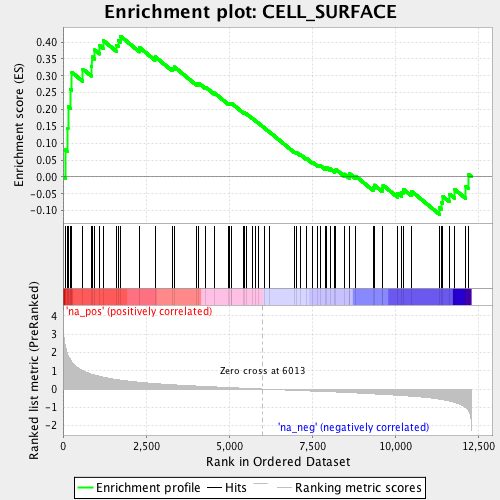 Enrichment plot: CELL_SURFACE
Enrichment score (ES)
0.40
0.35
0.30
0.25
0.20
0.15
0.10
0.05
0.00
-0.05
-0.10
'na_pos' (positively correlated)
Ranked list metric (PreRanked)
4
3
2
1
0
-1
-2
Zero cross at 6013
'na_neg' (negatively correlated)
0
2,500
5,000
7,500
10,000
12,500
Rank in Ordered Dataset
Enrichment profile
Hits
Ranking metric scores